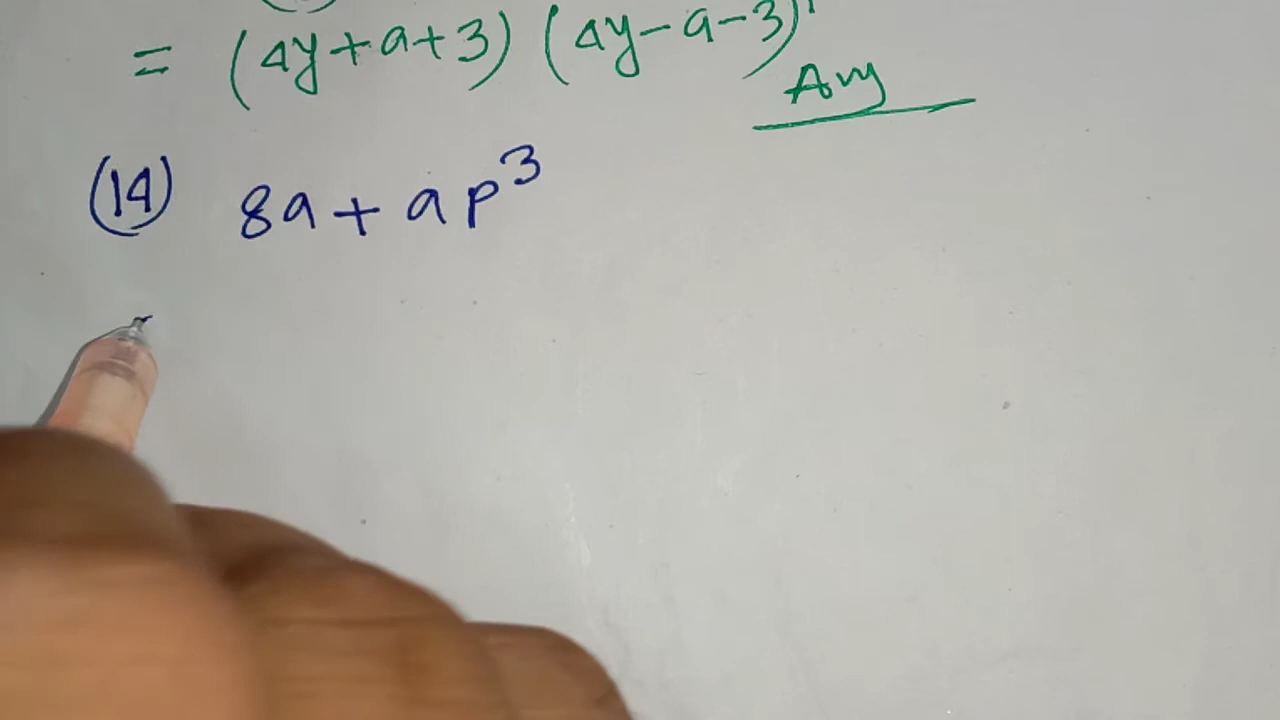 = (4y+a+3) (4y-a-3)
Ans
(14) 8a + ap³